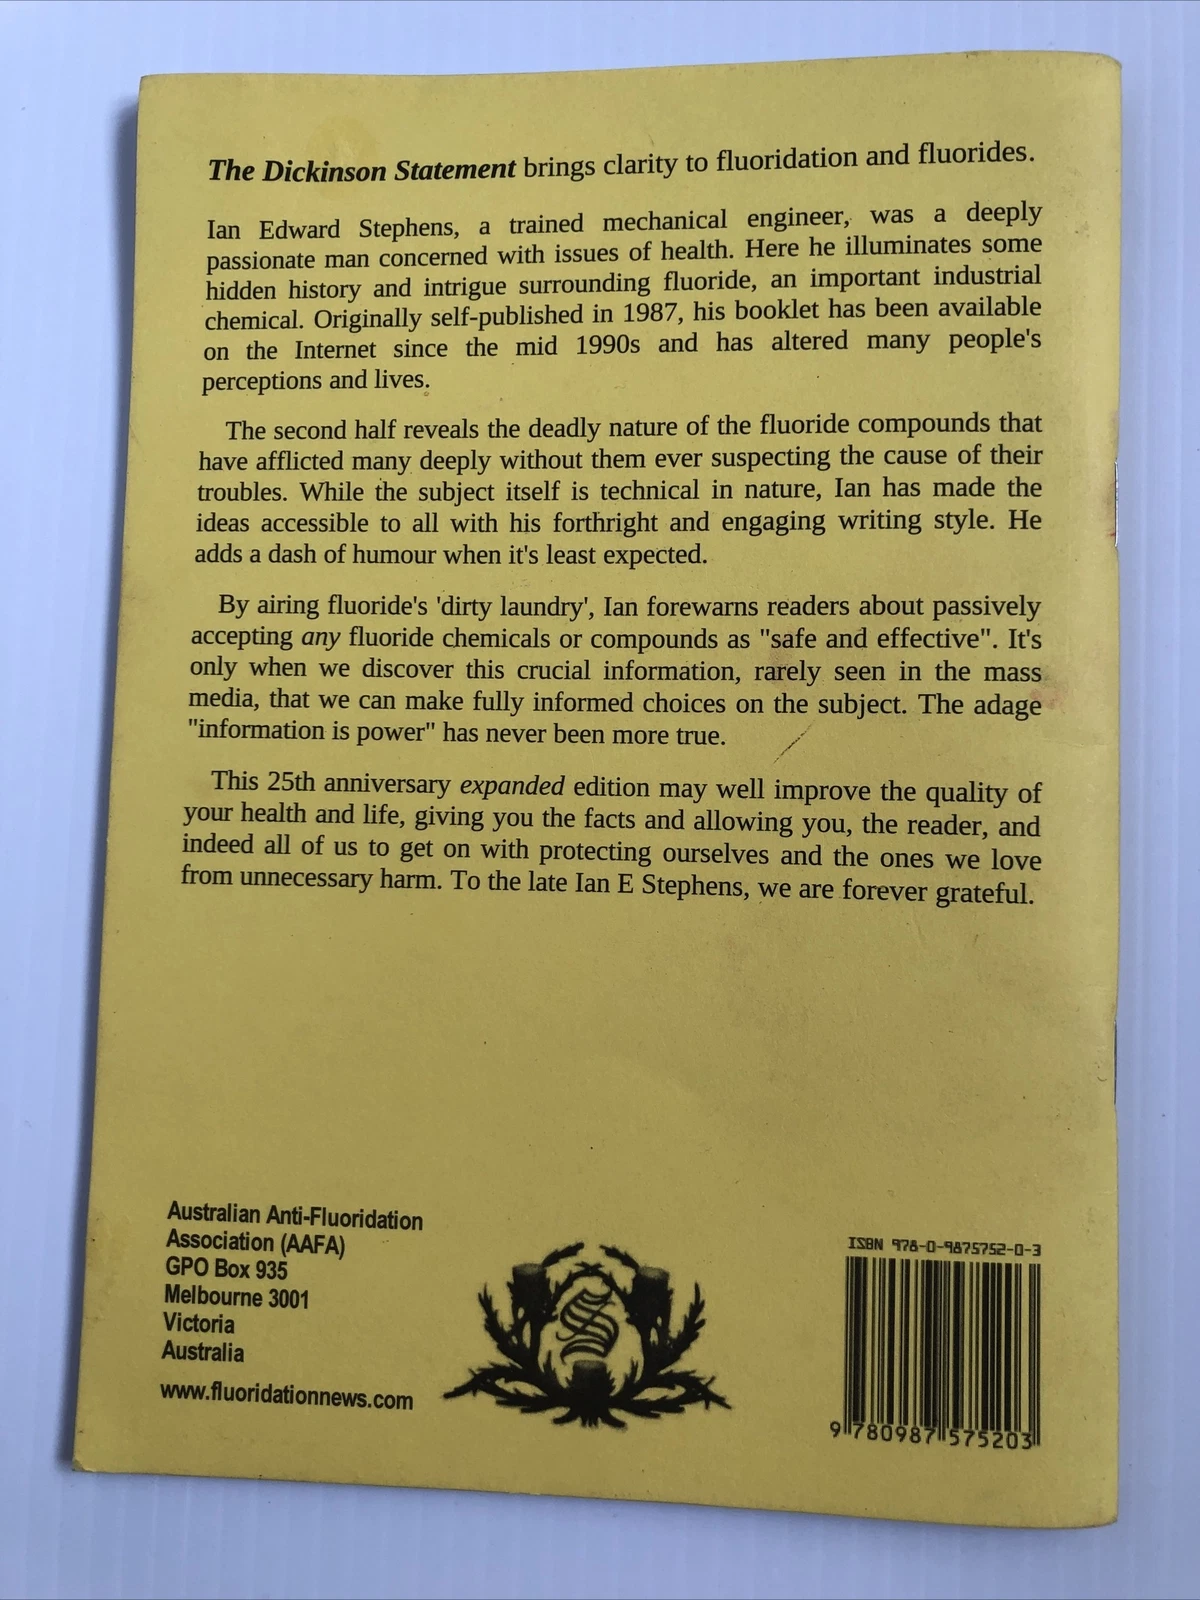 The Dickinson Statement brings clarity to fluoridation and fluorides.
Ian Edward Stephens, a trained mechanical engineer, was a deeply
passionate man concerned with issues of health. Here he illuminates some
hidden history and intrigue surrounding fluoride, an important industrial
chemical. Originally self-published in 1987, his booklet has been available
on the Internet since the mid 1990s and has altered many people's
perceptions and lives.
The second half reveals the deadly nature of the fluoride compounds that
have afflicted many deeply without them ever suspecting the cause of their
troubles. While the subject itself is technical in nature, Ian has made the
ideas accessible to all with his forthright and engaging writing style. He
adds a dash of humour when it's least expected.
By airing fluoride's 'dirty laundry', Ian forewarns readers about passively
accepting any fluoride chemicals or compounds as "safe and effective". It's
only when we discover this crucial information, rarely seen in the mass
media, that we can make fully informed choices on the subject. The adage
"information is power" has never been more true.
This 25th anniversary expanded edition may well improve the quality of
your health and life, giving you the facts and allowing you, the reader, and
indeed all of us to get on with protecting ourselves and the ones we love
from unnecessary harm. To the late Ian E Stephens, we are forever grateful.
Australian Anti-Fluoridation
Association (AAFA)
GPO Box 935
Melbourne 3001
Victoria
Australia
www.fluoridationnews.com
S
ISBN 978-0-9875752-0-3
9 780987 575203